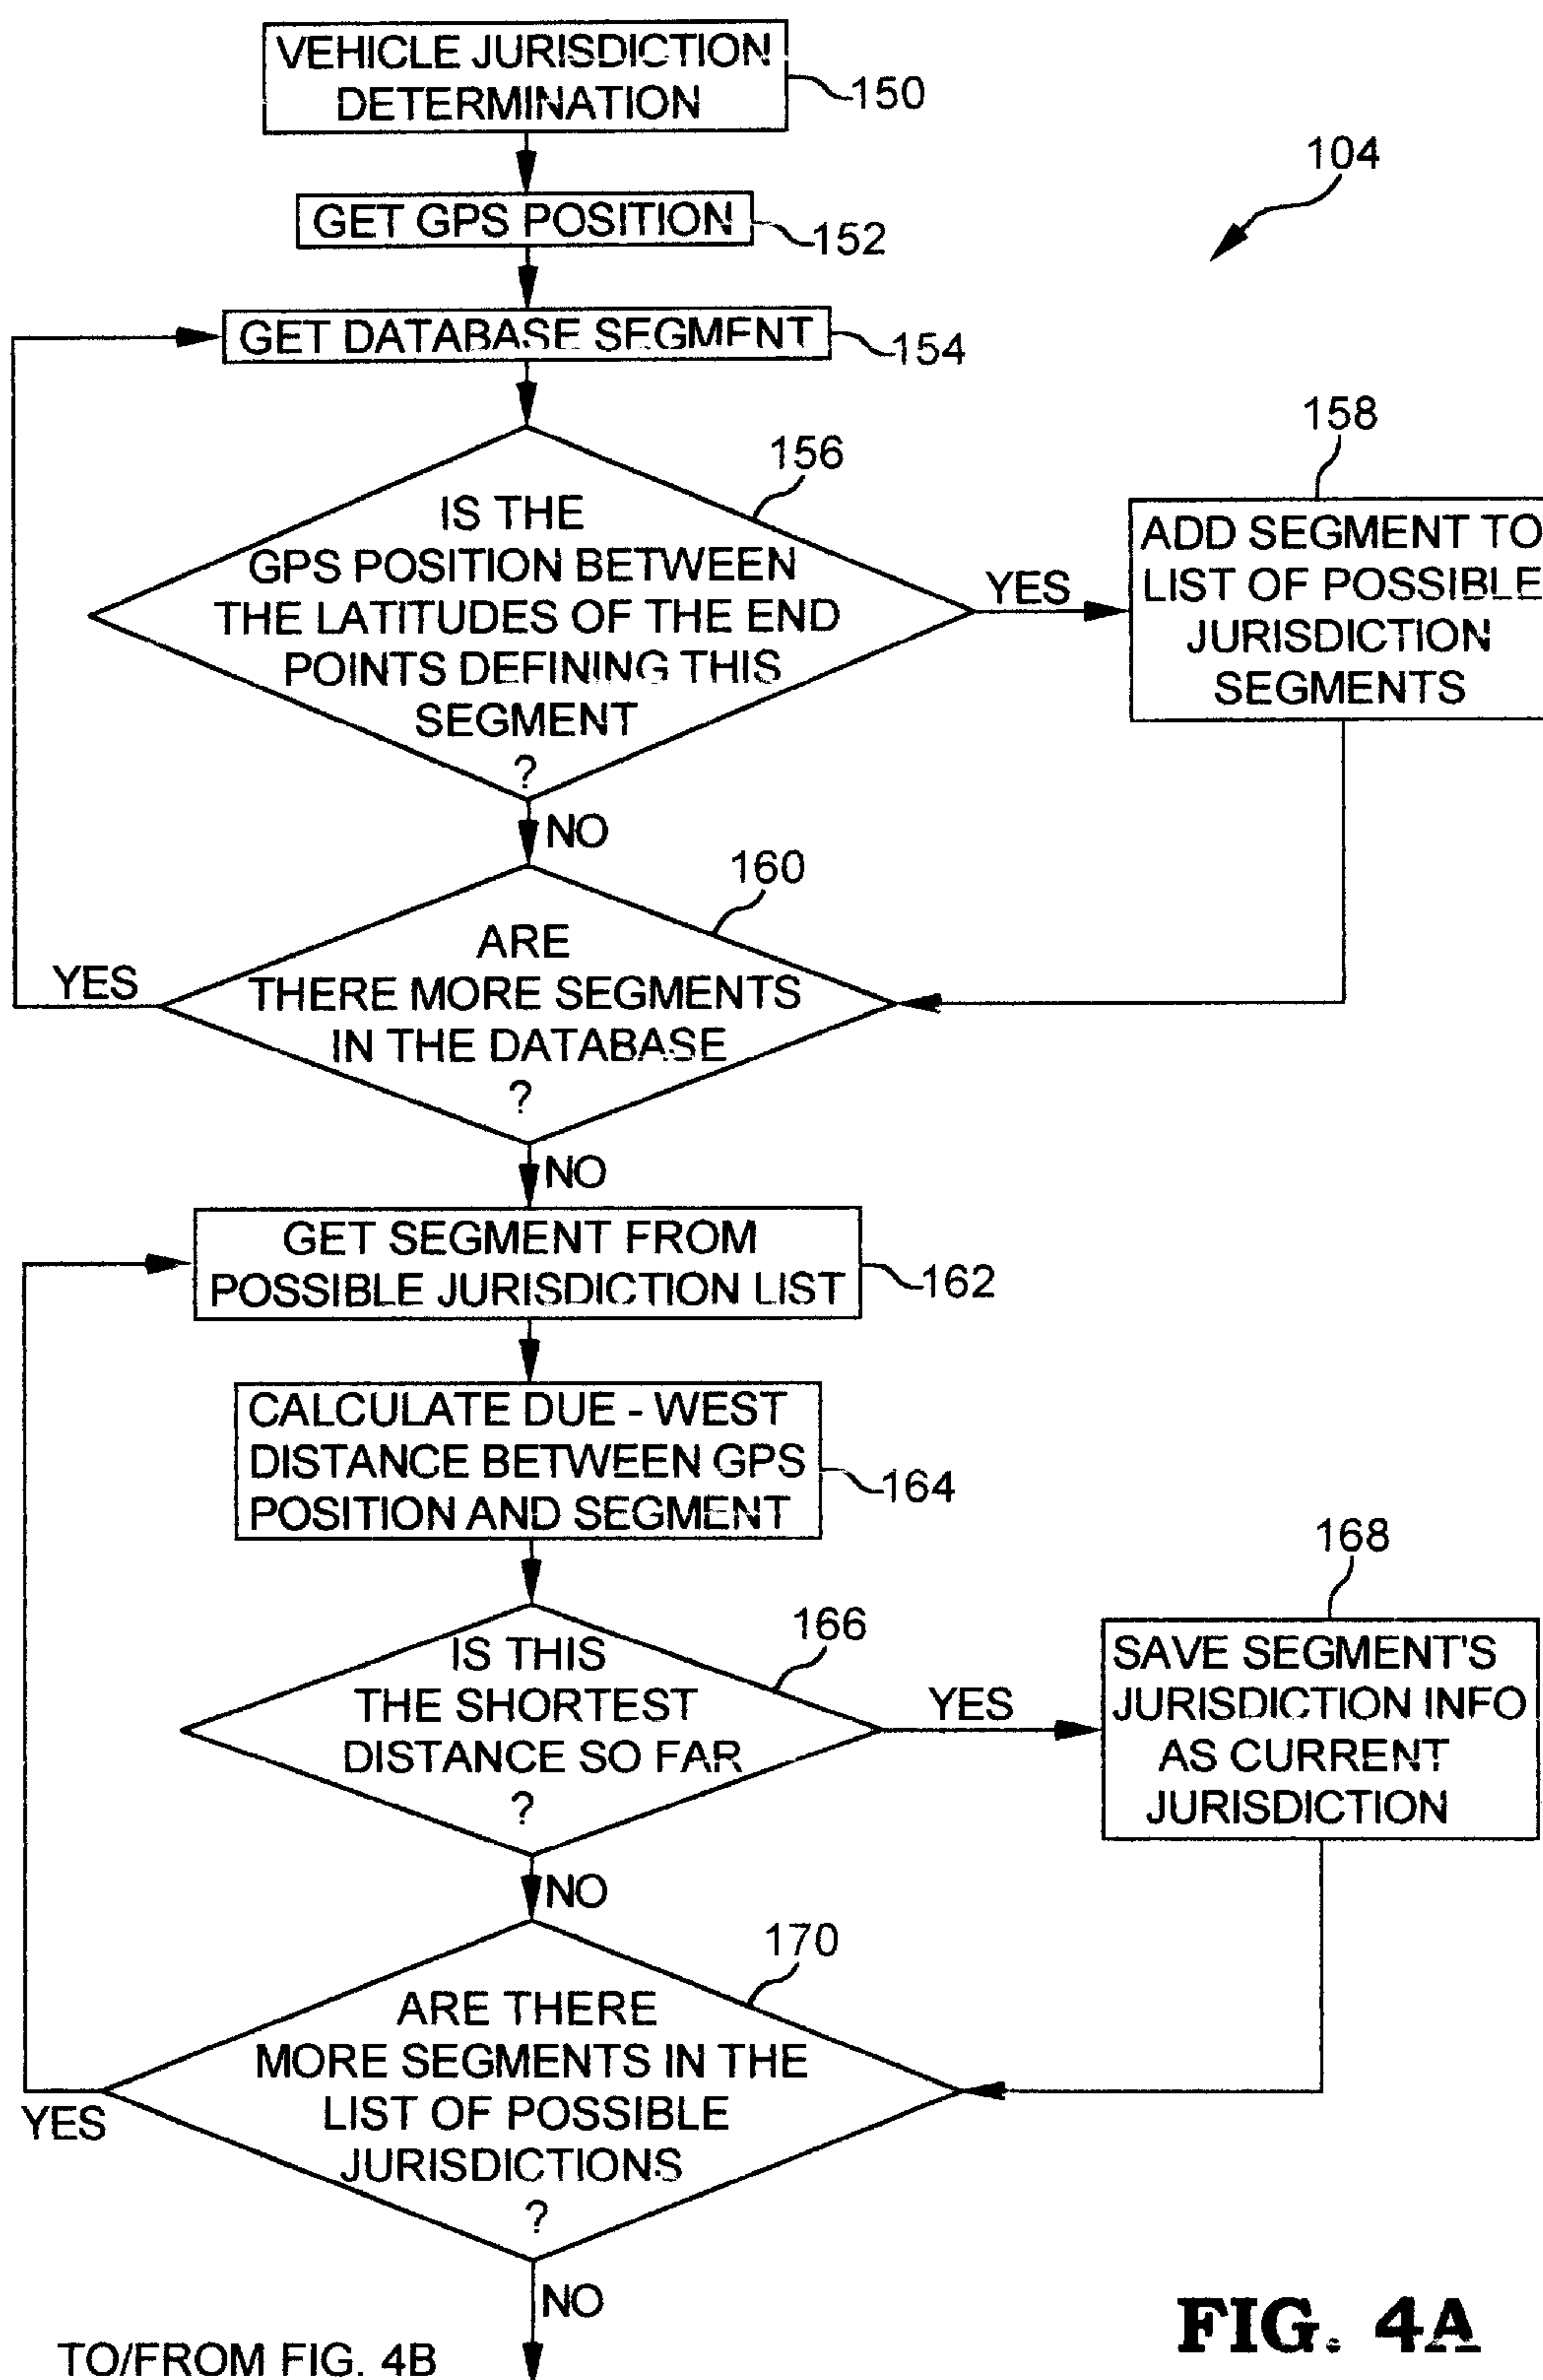 VEHICLE JURISDICTION
DETERMINATION
150
104
GET GPS POSITION
152
GET DATABASE SEGMENT
154
156
158
IS THE
GPS POSITION BETWEEN
THE LATITUDES OF THE END
POINTS DEFINING THIS
SEGMENT
?
YES
ADD SEGMENT TO
LIST OF POSSIBLE
JURISDICTION
SEGMENTS
NO
160
ARE
THERE MORE SEGMENTS
IN THE DATABASE
?
YES
NO
GET SEGMENT FROM
POSSIBLE JURISDICTION LIST
162
CALCULATE DUE - WEST
DISTANCE BETWEEN GPS
POSITION AND SEGMENT
164
166
168
IS THIS
THE SHORTEST
DISTANCE SO FAR
?
YES
SAVE SEGMENT'S
JURISDICTION INFO
AS CURRENT
JURISDICTION
NO
170
ARE THERE
MORE SEGMENTS IN THE
LIST OF POSSIBLE
JURISDICTIONS
?
YES
NO
TO/FROM FIG. 4B
FIG. 4A